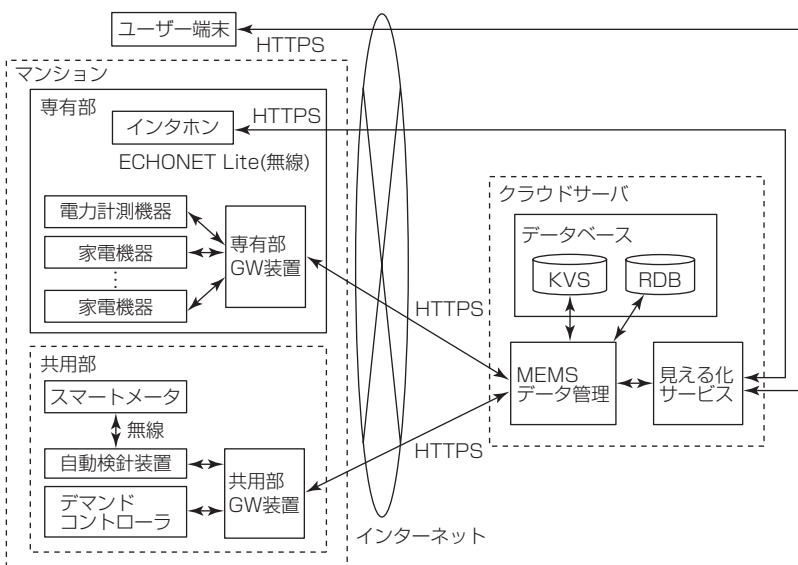 ユーザー端末
HTTPS
マンション
専有部
インタホン
HTTPS
ECHONET Lite(無線)
電力計測機器
家電機器
⋮
家電機器
専有部
GW装置
HTTPS
クラウドサーバ
データベース
KVS
RDB
MEMS
データ管理
見える化
サービス
共用部
スマートメータ
無線
自動検針装置
デマンド
コントローラ
共用部
GW装置
HTTPS
インターネット